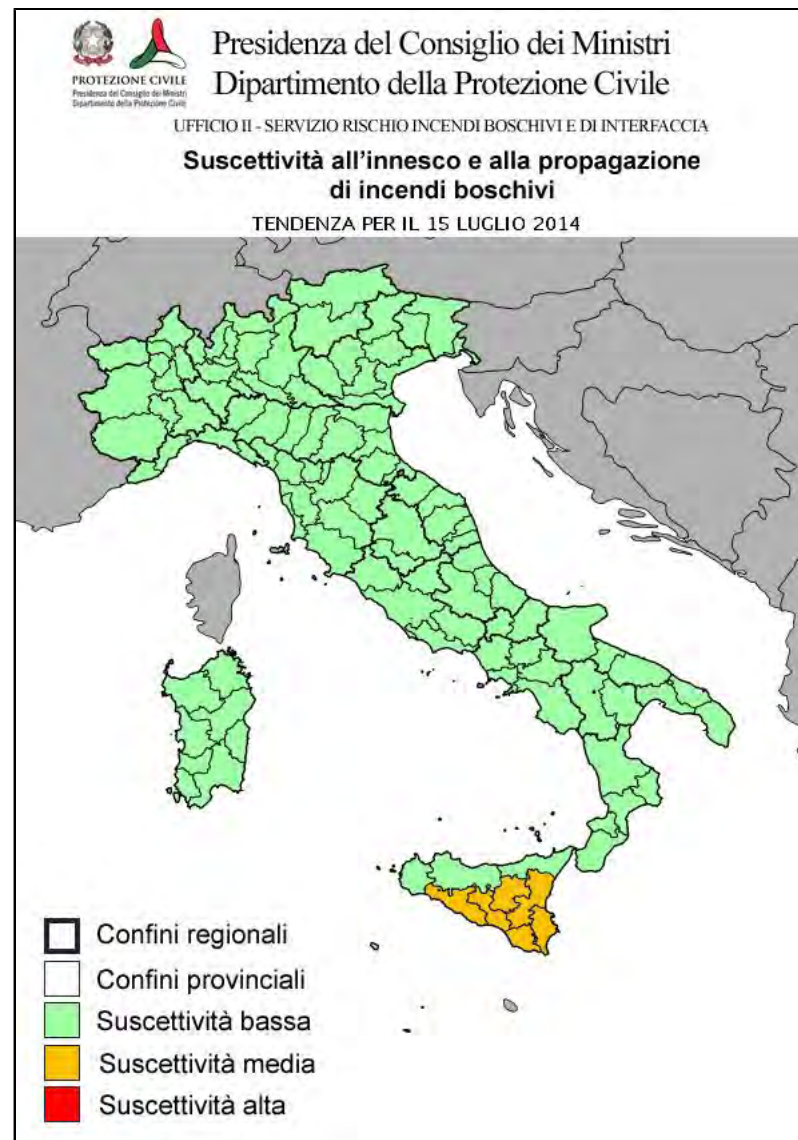 PROTEZIONE CIVILE
Presidenza del Consiglio dei Ministri
Dipartimento della Protezione Civile
Presidenza del Consiglio dei Ministri
Dipartimento della Protezione Civile
UFFICIO II - SERVIZIO RISCHIO INCENDI BOSCHIVI E DI INTERFACCIA
Suscettività all'innesco e alla propagazione
di incendi boschivi
TENDENZA PER IL 15 LUGLIO 2014
Confini regionali
Confini provinciali
Suscettività bassa
Suscettività media
Suscettività alta